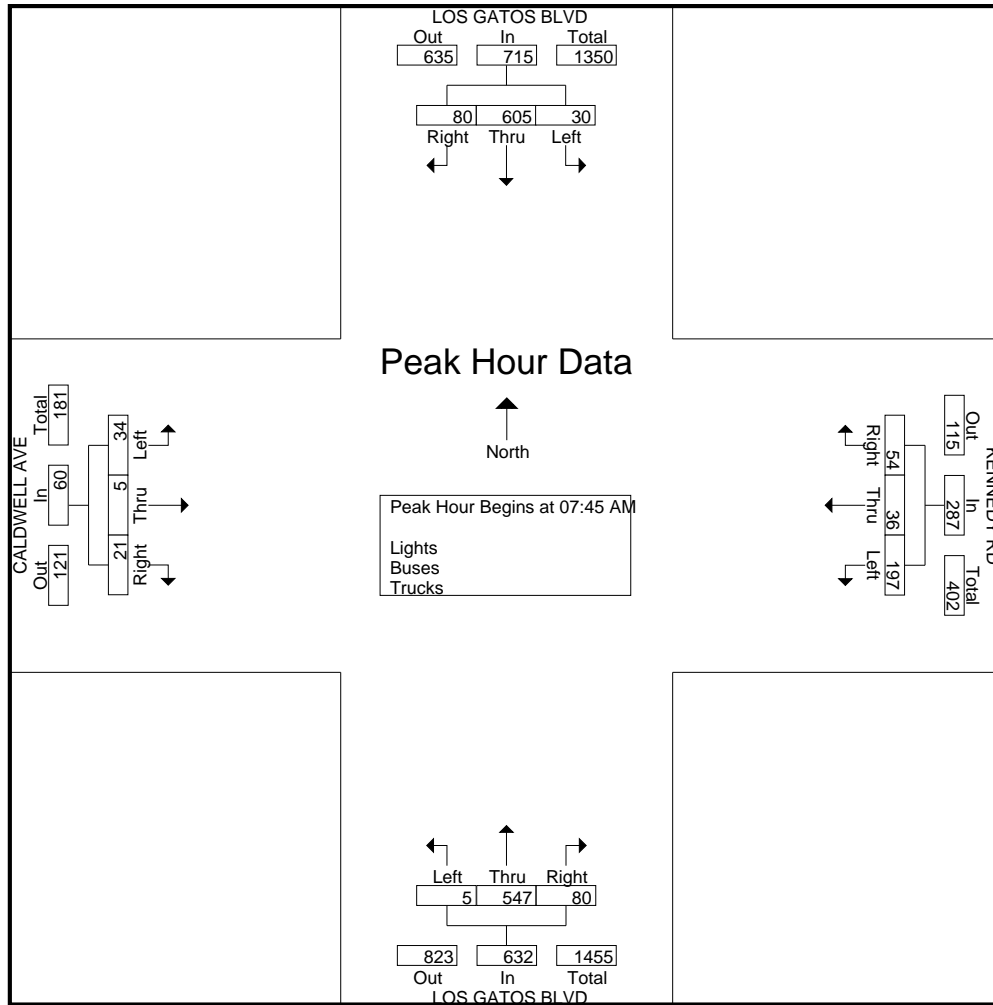 LOS GATOS BLVD
Out In Total
635 715 1350
80 605 30
Right Thru Left
Peak Hour Data
North
Peak Hour Begins at 07:45 AM
Lights
Buses
Trucks
CALDWELL AVE
Total In Out
181 60 121
34 5 21
Left Thru Right
Right Thru Left
54 36 197
Out In Total
115 287 402
KENNEDY RD
Left Thru Right
5 547 80
823 632 1455
Out In Total
LOS GATOS BLVD